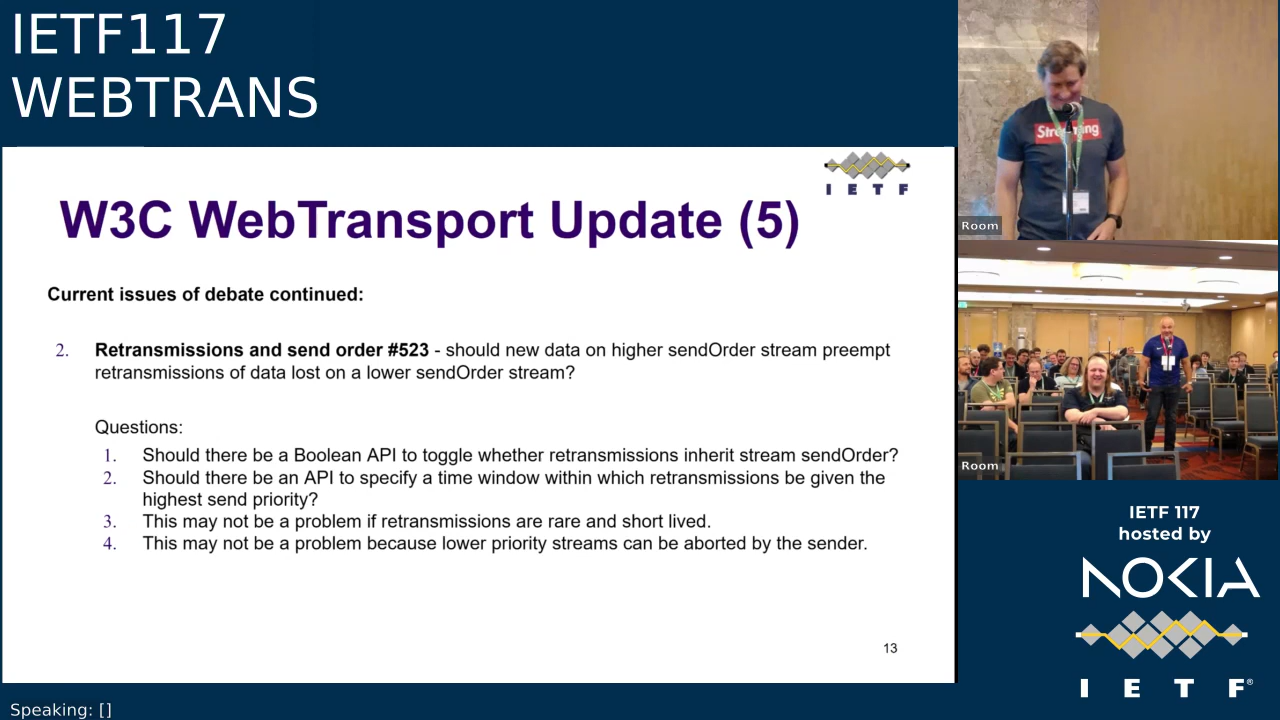 IETF117
WEBTRANS
I E T F
W3C WebTransport Update (5)
Current issues of debate continued:
2. Retransmissions and send order #523 - should new data on higher sendOrder stream preempt
retransmissions of data lost on a lower sendOrder stream?
Questions:
1. Should there be a Boolean API to toggle whether retransmissions inherit stream sendOrder?
2. Should there be an API to specify a time window within which retransmissions be given the
highest send priority?
3. This may not be a problem if retransmissions are rare and short lived.
4. This may not be a problem because lower priority streams can be aborted by the sender.
13
Speaking: []
Room
Room
IETF 117
hosted by
NOKIA
I E T F®